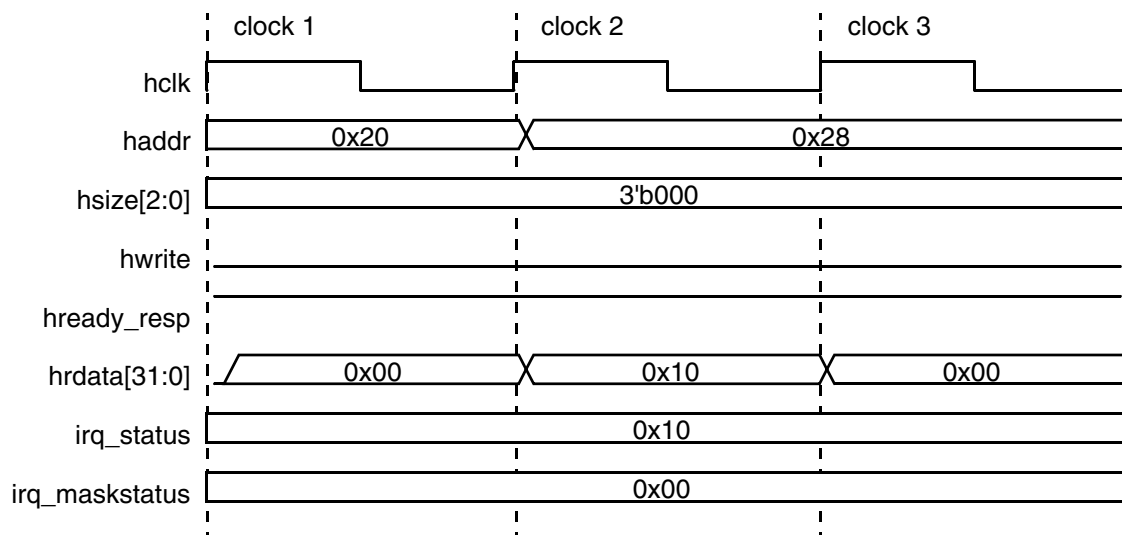 clock 1 clock 2 clock 3
hclk
haddr 0x20 0x28
hsize[2:0] 3'b000
hwrite
hready_resp
hrdata[31:0] 0x00 0x10 0x00
irq_status 0x10
irq_maskstatus 0x00